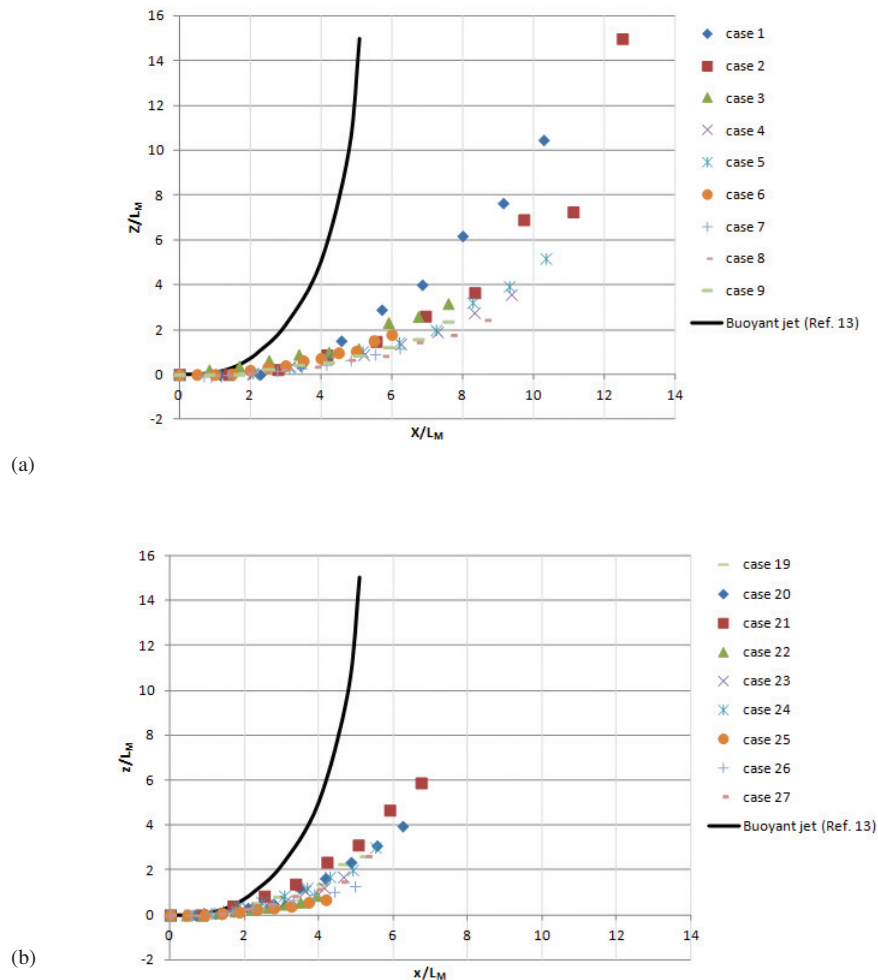 16
14
12
10
8
6
4
2
0
-2
Z/LM
0 2 4 6 8 10 12 14
X/LM
case 1
case 2
case 3
case 4
case 5
case 6
case 7
case 8
case 9
Buoyant jet (Ref. 13)
(a)
16
14
12
10
8
6
4
2
0
-2
z/LM
0 2 4 6 8 10 12 14
x/LM
case 19
case 20
case 21
case 22
case 23
case 24
case 25
case 26
case 27
Buoyant jet (Ref. 13)
(b)